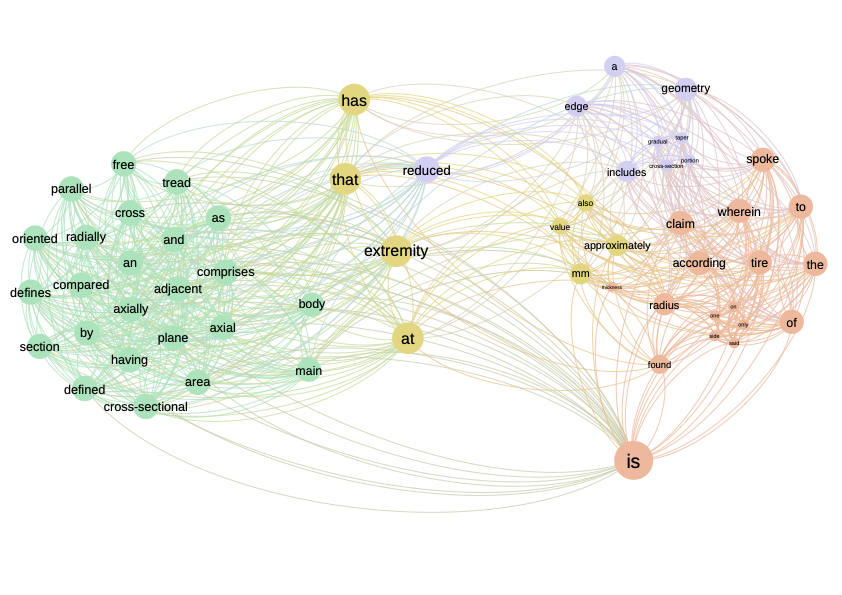 a
geometry
has
edge
gradual
taper
free
spoke
cross-section
portion
reduced
includes
that
tread
parallel
also
to
cross
wherein
as
claim
value
radially
oriented
and
approximately
extremity
an
according
tire
the
comprises
mm
compared
adjacent
thickness
defines
body
radius
on
axially
one
only
of
axial
by
plane
side
said
at
section
having
found
main
area
defined
cross-sectional
is